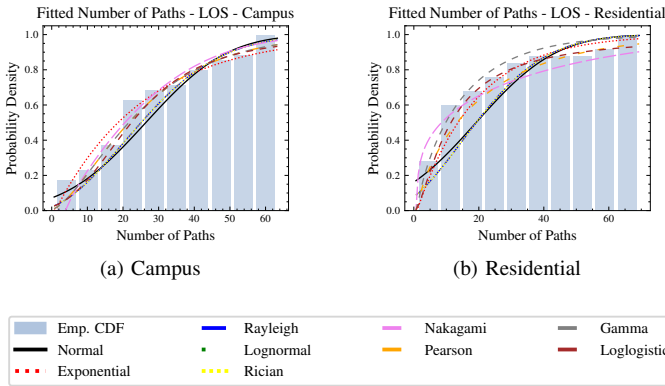 Fitted Number of Paths - LOS - Campus
Probability Density
1.0
0.8
0.6
0.4
0.2
0.0
0 10 20 30 40 50 60
Number of Paths
(a) Campus
Fitted Number of Paths - LOS - Residential
Probability Density
1.0
0.8
0.6
0.4
0.2
0.0
0 20 40 60
Number of Paths
(b) Residential
Emp. CDF Rayleigh Nakagami Gamma
Normal Lognormal Pearson Loglogistic
Exponential Rician